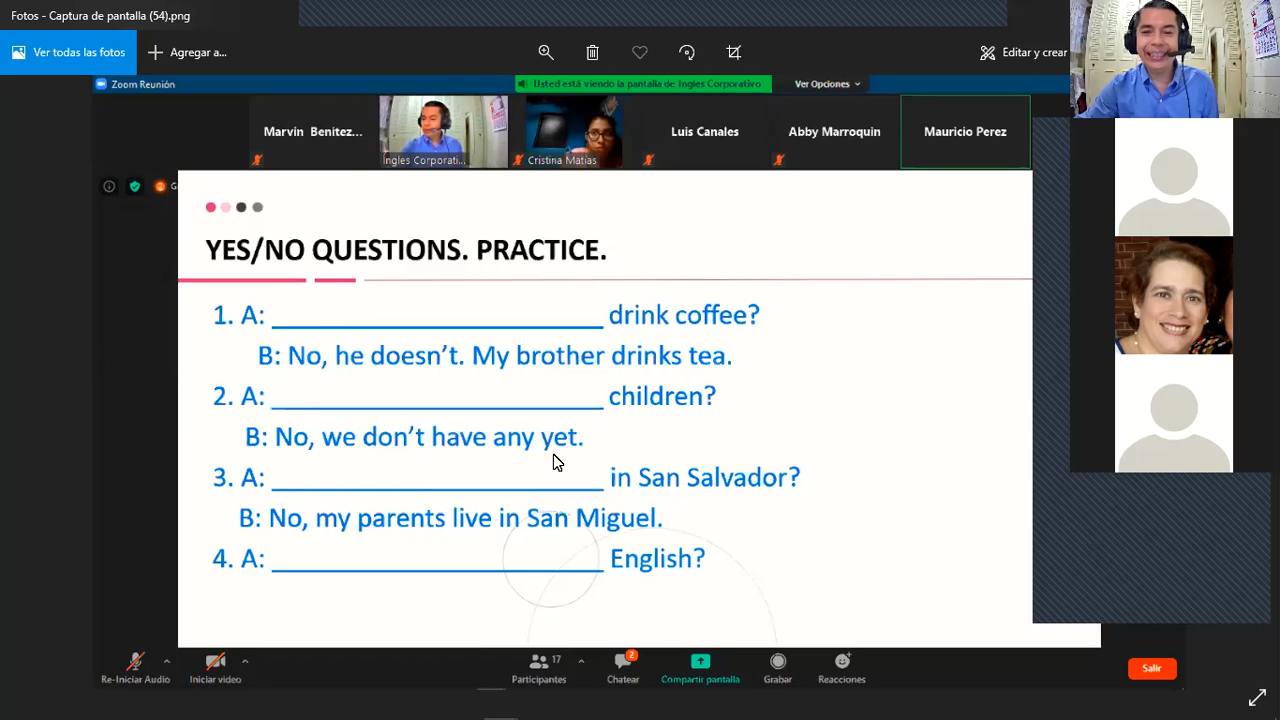 Fotos - Captura de pantalla (54).png
Ver todas las fotos
Agregar a...
Editar y crear
Zoom Reunión
Usted está viendo la pantalla de Ingles Corporativo
Ver Opciones
Marvin Benitez...
Ingles Corporati...
Cristina Matias
Luis Canales
Abby Marroquin
Mauricio Perez
YES/NO QUESTIONS. PRACTICE.
1. A: ______________________ drink coffee?
B: No, he doesn't. My brother drinks tea.
2. A: ______________________ children?
B: No, we don't have any yet.
3. A: ______________________ in San Salvador?
B: No, my parents live in San Miguel.
4. A: ______________________ English?
Re-Iniciar Audio
Iniciar video
17
Participantes
2
Chatear
Compartir pantalla
Grabar
Reacciones
Salir